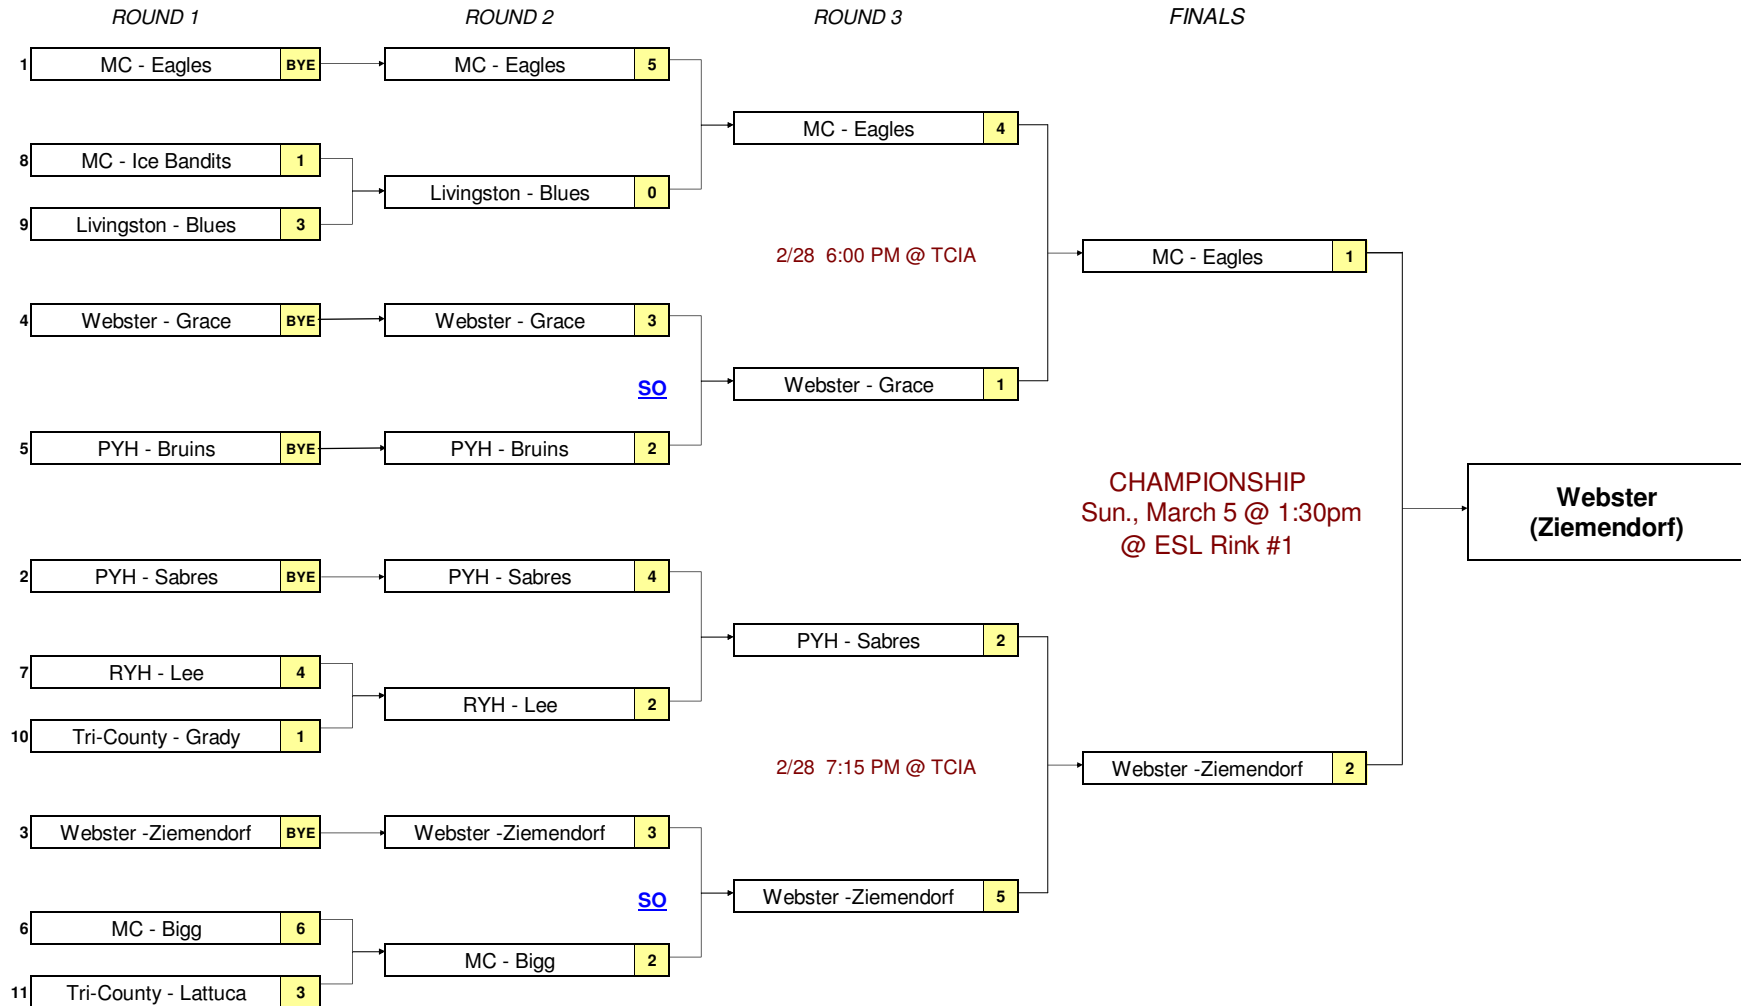 ROUND 1 ROUND 2 ROUND 3 FINALS
1 MC - Eagles BYE MC - Eagles 5
MC - Eagles 4
8 MC - Ice Bandits 1
Livingston - Blues 0
9 Livingston - Blues 3
2/28 6:00 PM @ TCIA
MC - Eagles 1
4 Webster - Grace BYE Webster - Grace 3
SO
Webster - Grace 1
5 PYH - Bruins BYE PYH - Bruins 2
CHAMPIONSHIP
Sun., March 5 @ 1:30pm
@ ESL Rink #1
Webster
(Ziemendorf)
2 PYH - Sabres BYE PYH - Sabres 4
PYH - Sabres 2
7 RYH - Lee 4
RYH - Lee 2
10 Tri-County - Grady 1
2/28 7:15 PM @ TCIA
Webster -Ziemendorf 2
3 Webster -Ziemendorf BYE Webster -Ziemendorf 3
SO
Webster -Ziemendorf 5
6 MC - Bigg 6
MC - Bigg 2
11 Tri-County - Lattuca 3